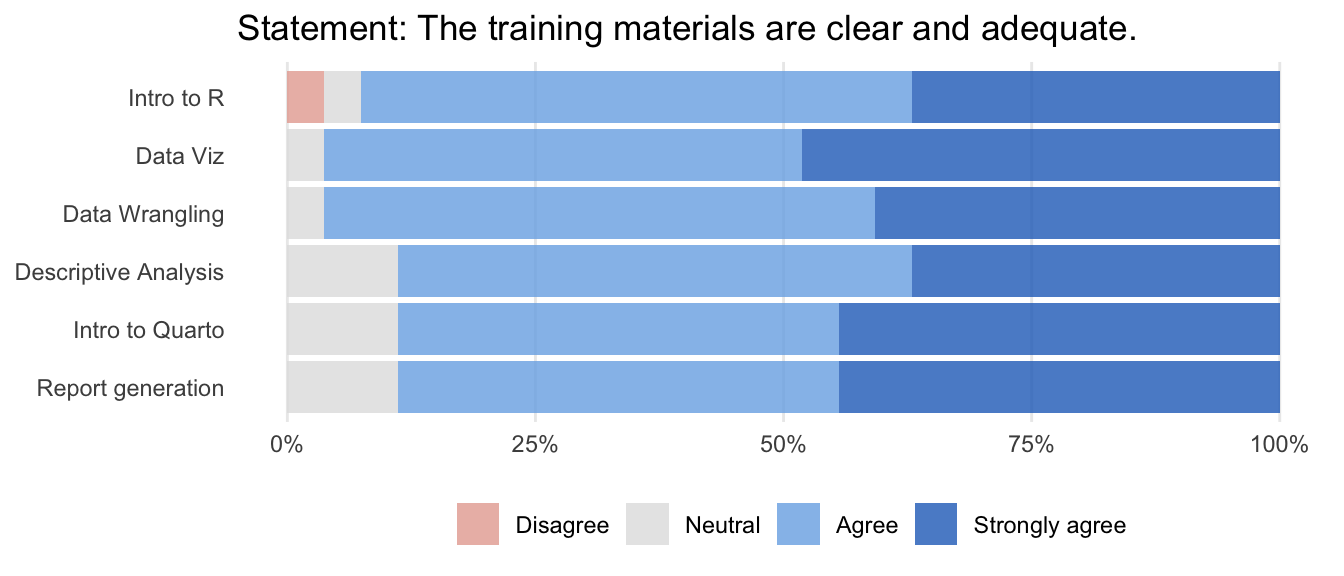 Statement: The training materials are clear and adequate.
Intro to R
Data Viz
Data Wrangling
Descriptive Analysis
Intro to Quarto
Report generation
0% 25% 50% 75% 100%
Disagree Neutral Agree Strongly agree